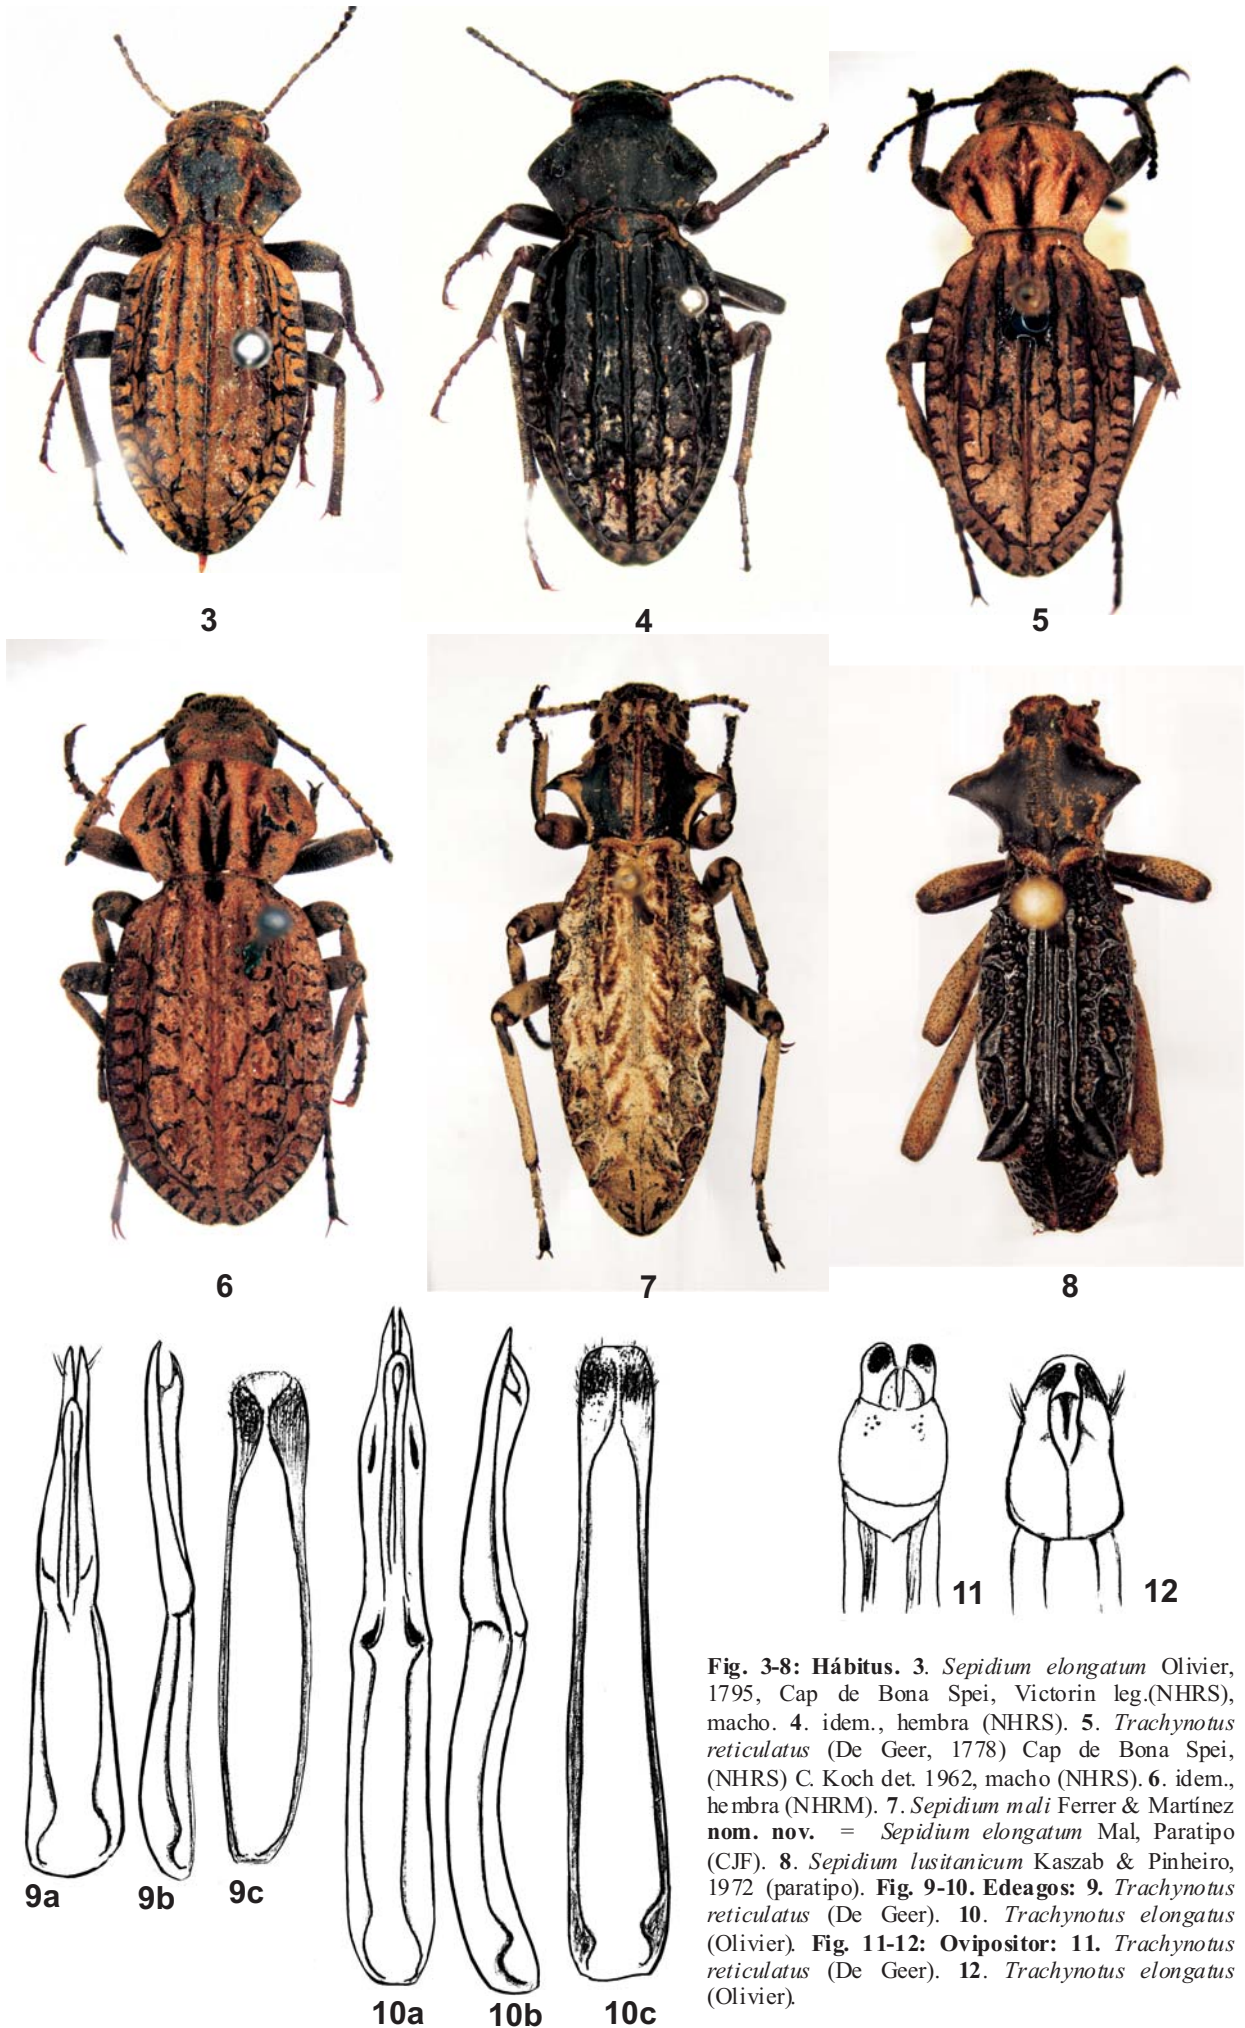 3
4
5
6
7
8
9a
9b
9c
10a
10b
10c
11
12
Fig. 3-8: Hábitus. 3. Sepidium elongatum Olivier,
1795, Cap de Bona Spei, Victorin leg.(NHRS),
macho. 4. idem., hembra (NHRS). 5. Trachynotus
reticulatus (De Geer, 1778) Cap de Bona Spei,
(NHRS) C. Koch det. 1962, macho (NHRS). 6. idem.,
hembra (NHRM). 7. Sepidium mali Ferrer & Martínez
nom. nov. = Sepidium elongatum Mal, Paratipo
(CJF). 8. Sepidium lusitanicum Kaszab & Pinheiro,
1972 (paratipo). Fig. 9-10. Edeagos: 9. Trachynotus
reticulatus (De Geer). 10. Trachynotus elongatus
(Olivier). Fig. 11-12: Ovipositor: 11. Trachynotus
reticulatus (De Geer). 12. Trachynotus elongatus
(Olivier).